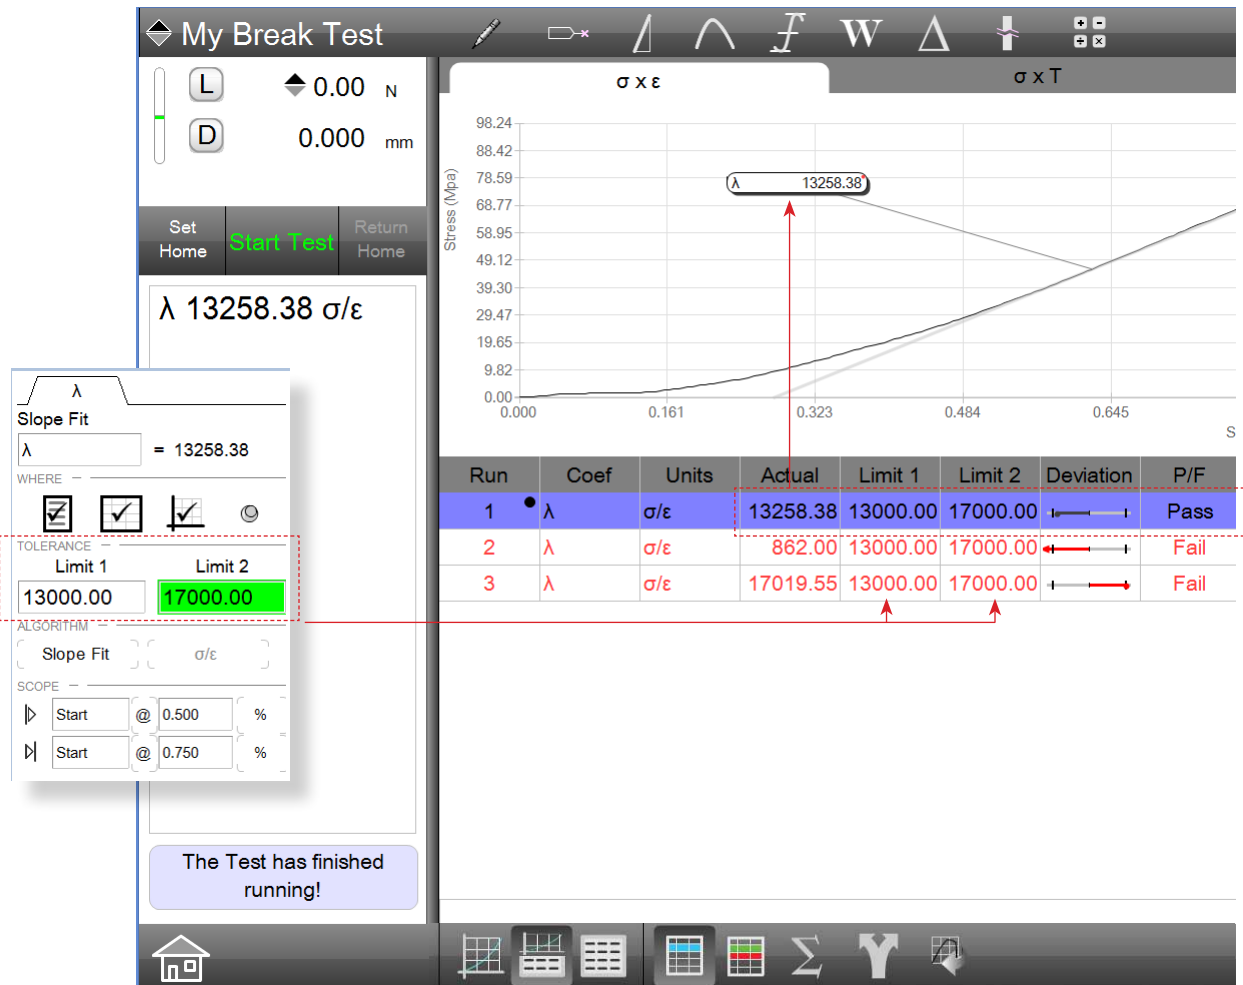 My Break Test
W
L 0.00 N
D 0.000 mm
Set Home
Start Test
Return Home
λ 13258.38 σ/ε
σ x ε
σ x T
98.24
88.42
78.59
68.77
58.95
49.12
39.30
29.47
19.65
9.82
0.00
Stress (Mpa)
0.000 0.161 0.323 0.484 0.645
S
λ 13258.38
λ
Slope Fit
λ = 13258.38
WHERE
TOLERANCE
Limit 1 Limit 2
13000.00 17000.00
ALGORITHM
Slope Fit σ/ε
SCOPE
Start @ 0.500 %
Start @ 0.750 %
Run Coef Units Actual Limit 1 Limit 2 Deviation P/F
1 λ σ/ε 13258.38 13000.00 17000.00 Pass
2 λ σ/ε 862.00 13000.00 17000.00 Fail
3 λ σ/ε 17019.55 13000.00 17000.00 Fail
The Test has finished
running!
Σ